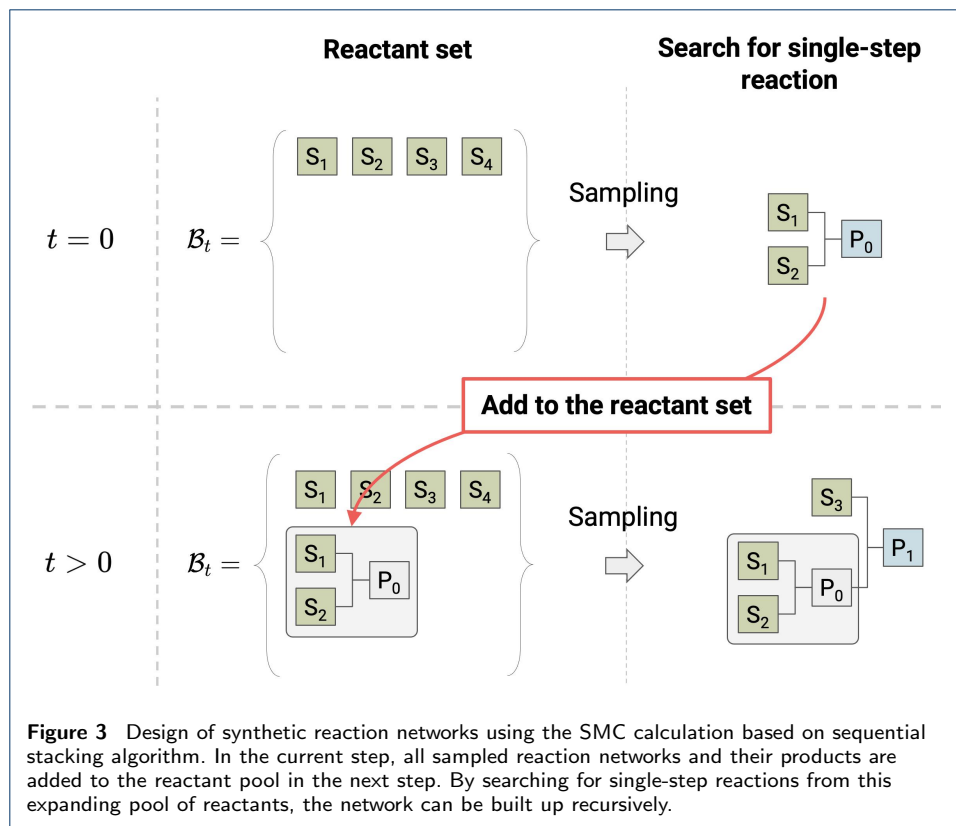 Reactant set
Search for single-step
reaction
S₁ S₂ S₃ S₄
Sampling
t = 0
ℬₜ =
S₁
S₂
P₀
Add to the reactant set
S₁ S₂ S₃ S₄
Sampling
t > 0
ℬₜ =
S₁
S₂
P₀
S₃
S₁
S₂
P₀
P₁
Figure 3 Design of synthetic reaction networks using the SMC calculation based on sequential
stacking algorithm. In the current step, all sampled reaction networks and their products are
added to the reactant pool in the next step. By searching for single-step reactions from this
expanding pool of reactants, the network can be built up recursively.